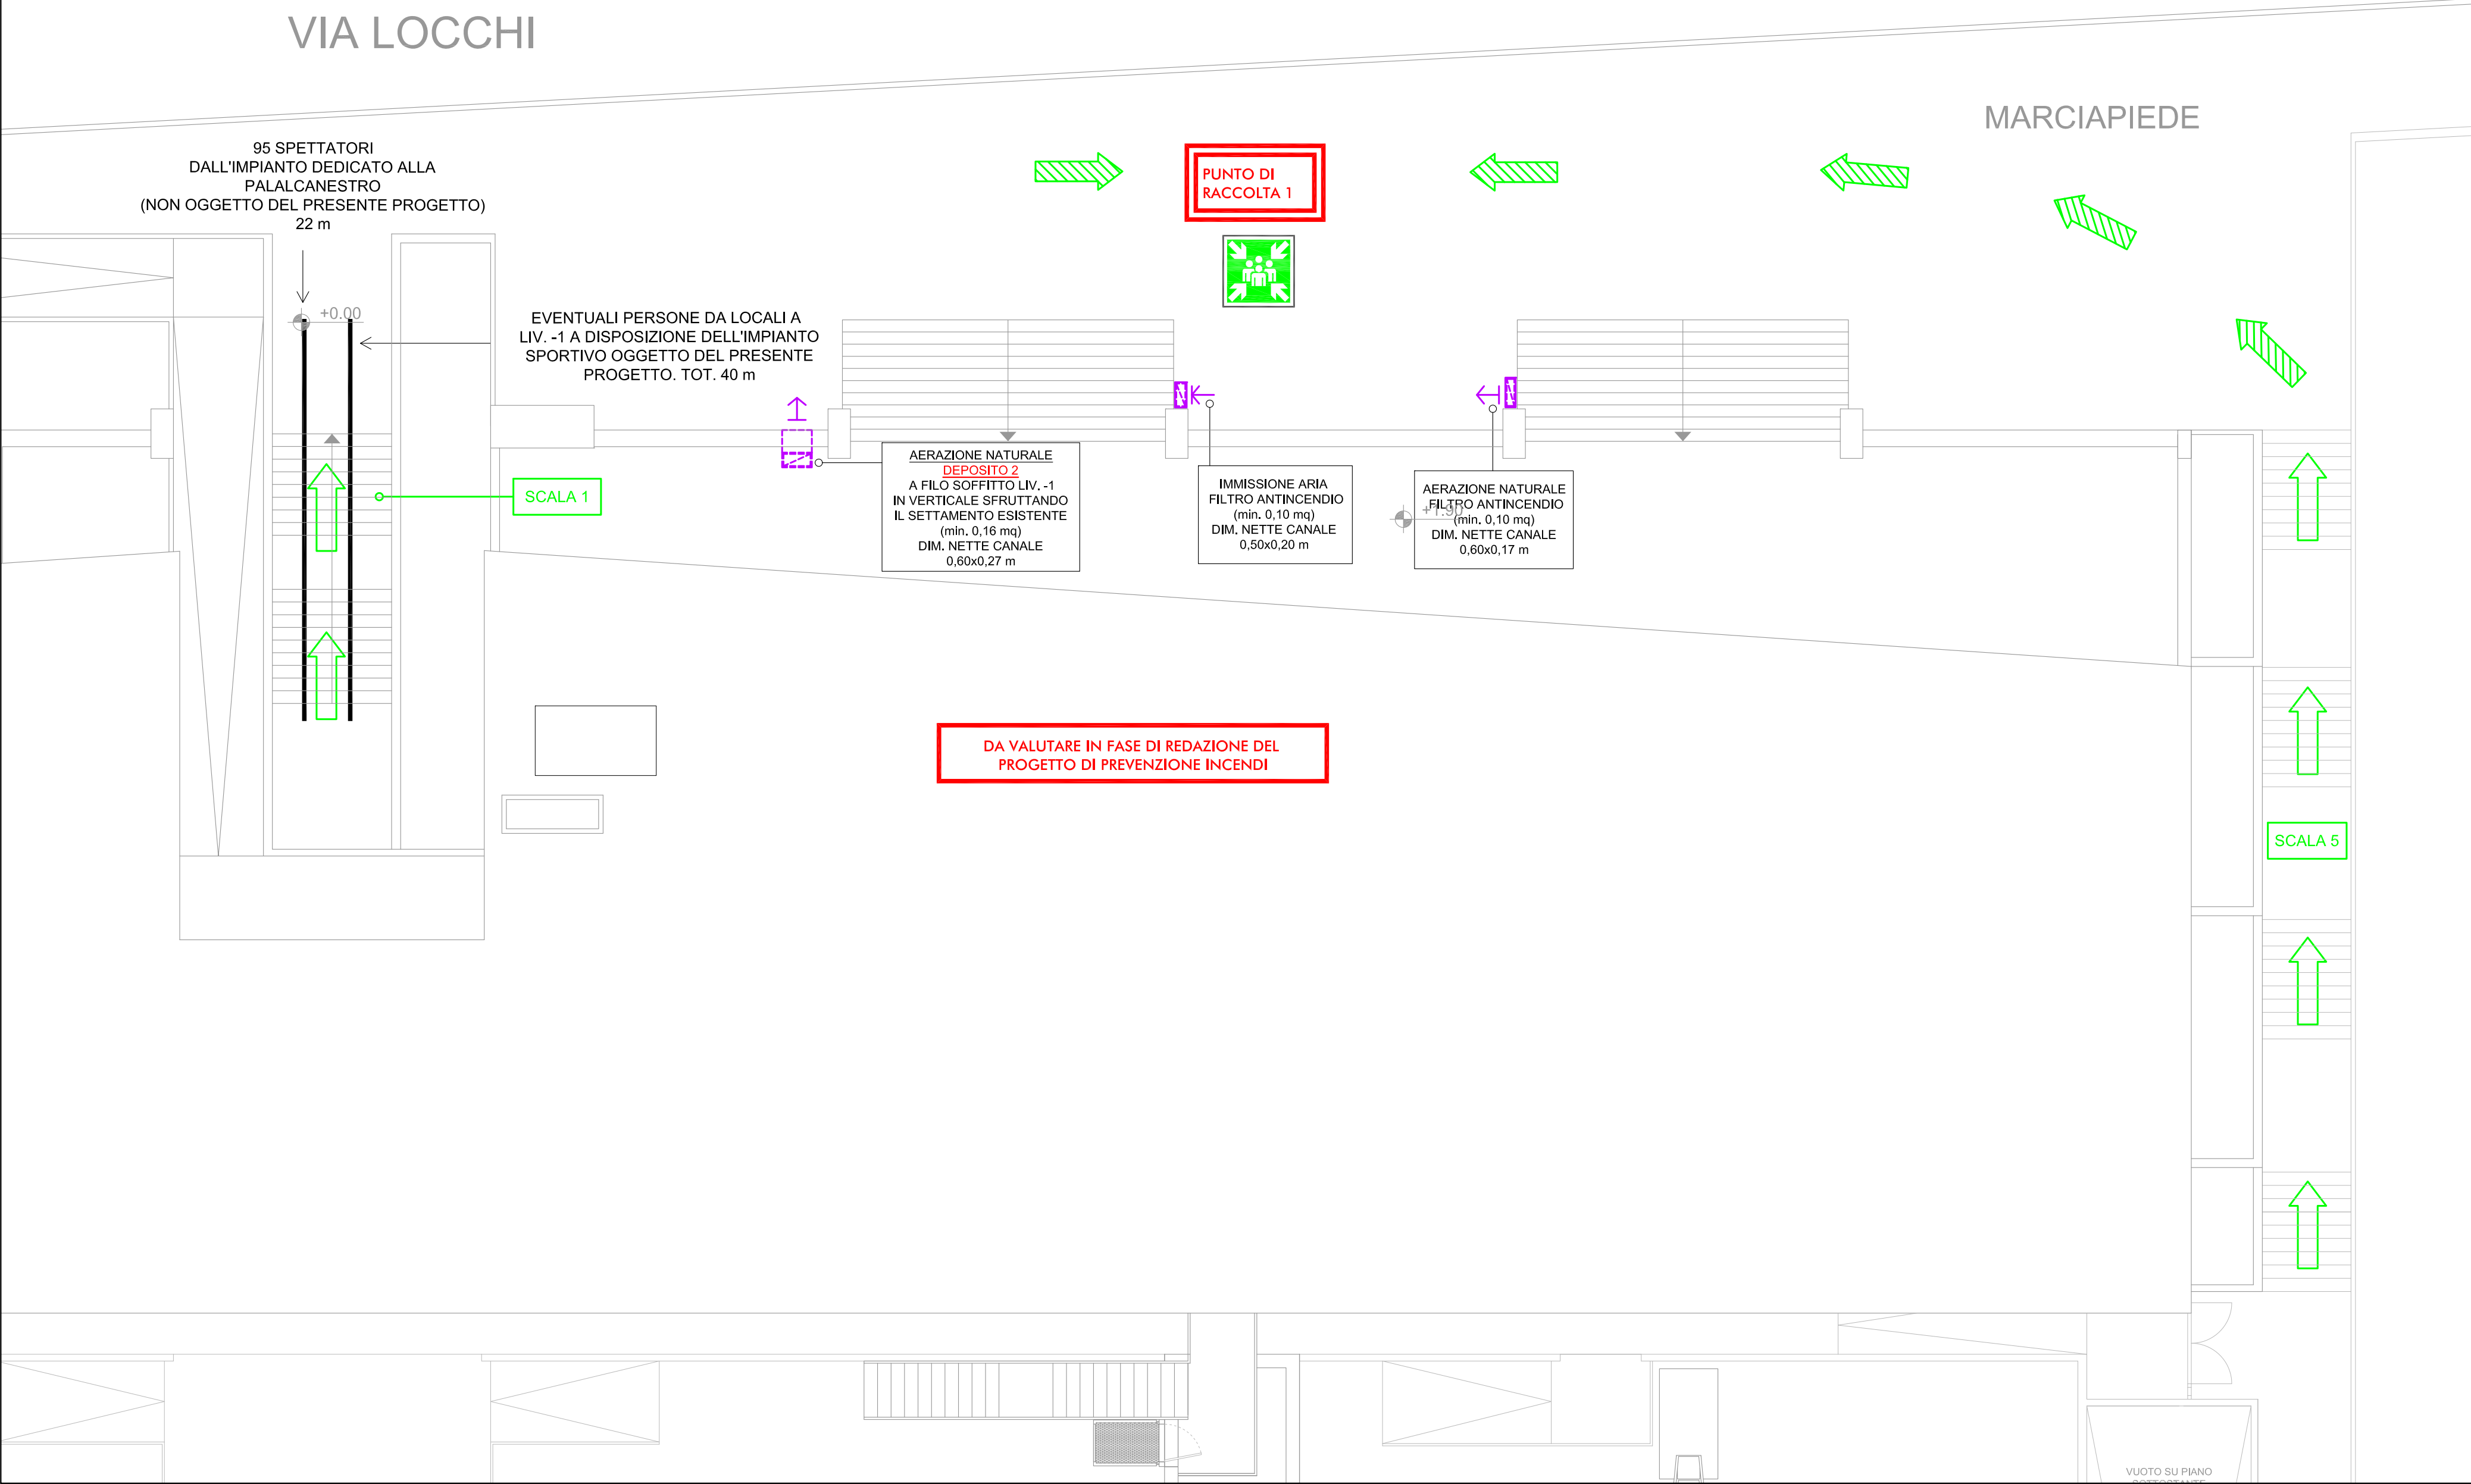 VIA LOCCHI
MARCIAPIEDE
95 SPETTATORI
DALL'IMPIANTO DEDICATO ALLA
PALALCANESTRO
(NON OGGETTO DEL PRESENTE PROGETTO)
22 m
PUNTO DI
RACCOLTA 1
+0.00
EVENTUALI PERSONE DA LOCALI A
LIV. -1 A DISPOSIZIONE DELL'IMPIANTO
SPORTIVO OGGETTO DEL PRESENTE
PROGETTO. TOT. 40 m
SCALA 1
AERAZIONE NATURALE
DEPOSITO 2
A FILO SOFFITTO LIV. -1
IN VERTICALE SFRUTTANDO
IL SETTAMENTO ESISTENTE
(min. 0,16 mq)
DIM. NETTE CANALE
0,60x0,27 m
IMMISSIONE ARIA
FILTRO ANTINCENDIO
(min. 0,10 mq)
DIM. NETTE CANALE
0,50x0,20 m
AERAZIONE NATURALE
FILTRO ANTINCENDIO
(min. 0,10 mq)
DIM. NETTE CANALE
0,60x0,17 m
+1.90
DA VALUTARE IN FASE DI REDAZIONE DEL
PROGETTO DI PREVENZIONE INCENDI
SCALA 5
VUOTO SU PIANO
SOTTOSTANTE